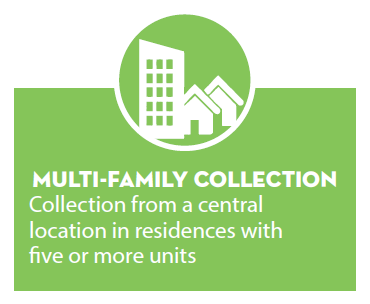 MULTI-FAMILY COLLECTION
Collection from a central
location in residences with
five or more units